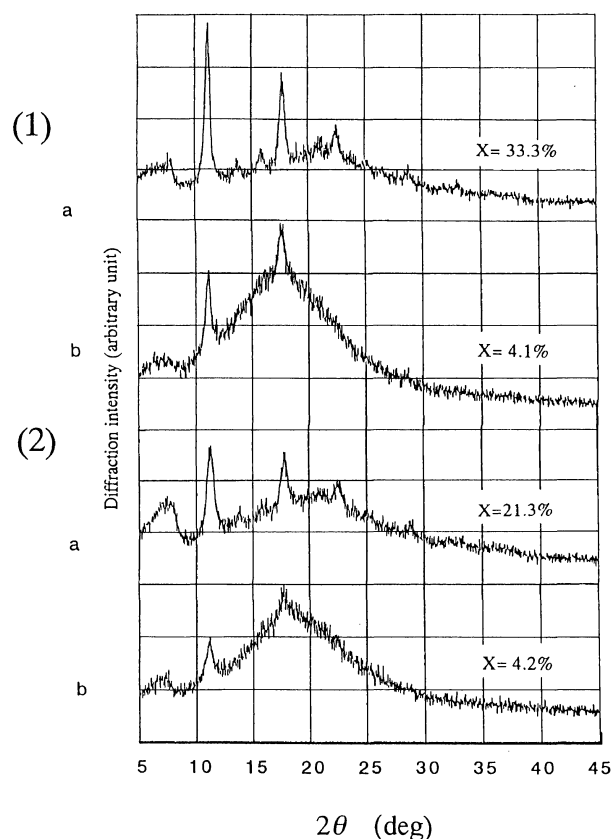 (1)
X= 33.3%
a
b
X= 4.1%
Diffraction intensity (arbitrary unit)
(2)
X=21.3%
a
b
X= 4.2%
5 10 15 20 25 30 35 40 45
2θ (deg)